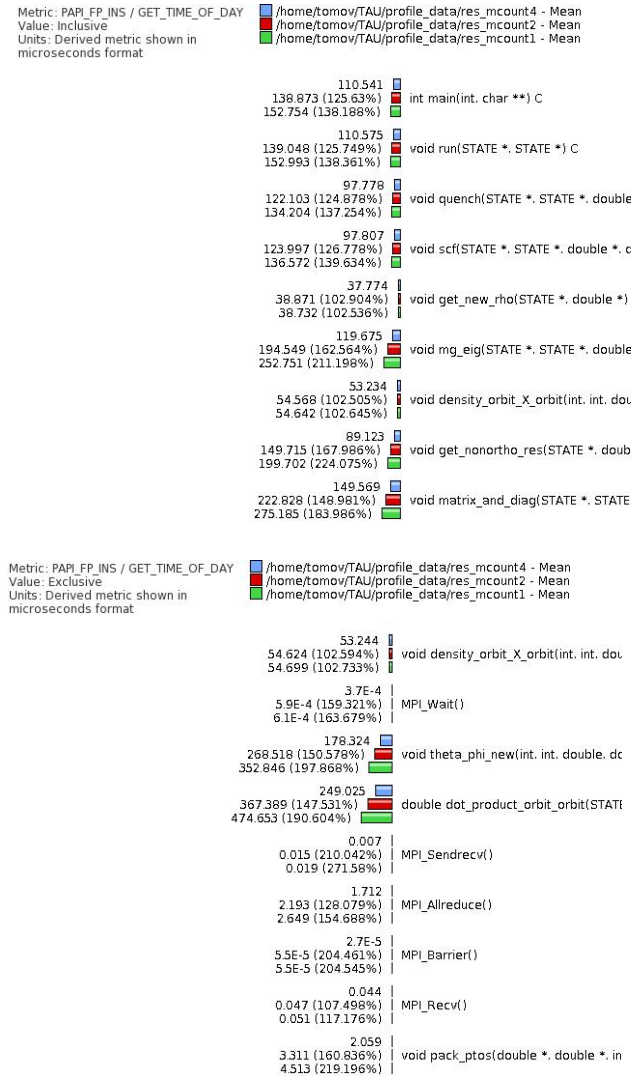 Metric: PAPI_FP_INS / GET_TIME_OF_DAY
Value: Inclusive
Units: Derived metric shown in
microseconds format
/home/tomov/TAU/profile_data/res_mcount4 - Mean
/home/tomov/TAU/profile_data/res_mcount2 - Mean
/home/tomov/TAU/profile_data/res_mcount1 - Mean
110.541
138.873 (125.63%) int main(int, char **) C
152.754 (138.188%)
110.575
139.048 (125.749%) void run(STATE *, STATE *) C
152.993 (138.361%)
97.778
122.103 (124.878%) void quench(STATE *, STATE *, double
134.204 (137.254%)
97.807
123.997 (126.778%) void scf(STATE *, STATE *, double *, d
136.572 (139.634%)
37.774
38.871 (102.904%) void get_new_rho(STATE *, double *)
38.732 (102.536%)
119.675
194.549 (162.564%) void mg_eig(STATE *, STATE *, double
252.751 (211.198%)
53.234
54.568 (102.505%) void density_orbit_X_orbit(int, int, dou
54.642 (102.645%)
89.123
149.715 (167.986%) void get_nonortho_res(STATE *, doub
199.702 (224.075%)
149.569
222.828 (148.981%) void matrix_and_diag(STATE *, STATE
275.185 (183.986%)
Metric: PAPI_FP_INS / GET_TIME_OF_DAY
Value: Exclusive
Units: Derived metric shown in
microseconds format
/home/tomov/TAU/profile_data/res_mcount4 - Mean
/home/tomov/TAU/profile_data/res_mcount2 - Mean
/home/tomov/TAU/profile_data/res_mcount1 - Mean
53.244
54.624 (102.594%) void density_orbit_X_orbit(int, int, dou
54.699 (102.733%)
3.7E-4
5.9E-4 (159.321%) MPI_Wait()
6.1E-4 (163.679%)
178.324
268.518 (150.578%) void theta_phi_new(int, int, double, do
352.846 (197.868%)
249.025
367.389 (147.531%) double dot_product_orbit_orbit(STATE
474.653 (190.604%)
0.007
0.015 (210.042%) MPI_Sendrecv()
0.019 (271.58%)
1.712
2.193 (128.079%) MPI_Allreduce()
2.649 (154.688%)
2.7E-5
5.5E-5 (204.461%) MPI_Barrier()
5.5E-5 (204.545%)
0.044
0.047 (107.498%) MPI_Recv()
0.051 (117.176%)
2.059
3.311 (160.836%) void pack_ptos(double *, double *, in
4.513 (219.196%)